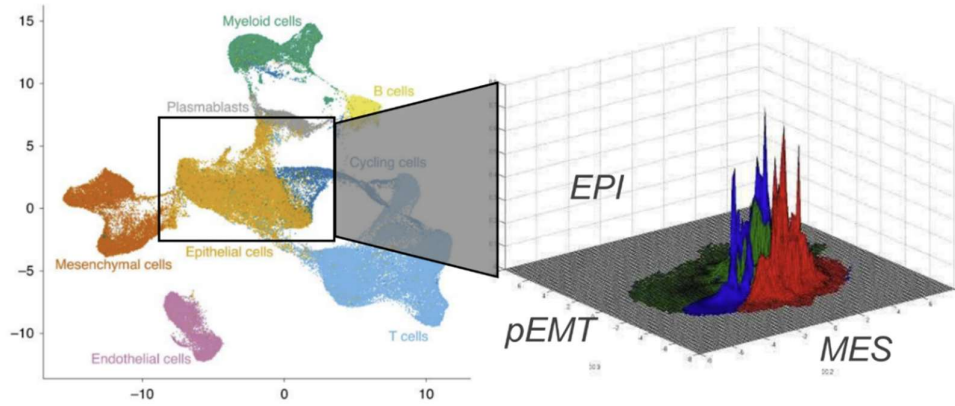 15
10
5
0
−5
−10
−10
0
10
Myeloid cells
B cells
Plasmablasts
Cycling cells
Epithelial cells
Mesenchymal cells
T cells
Endothelial cells
EPI
pEMT
MES